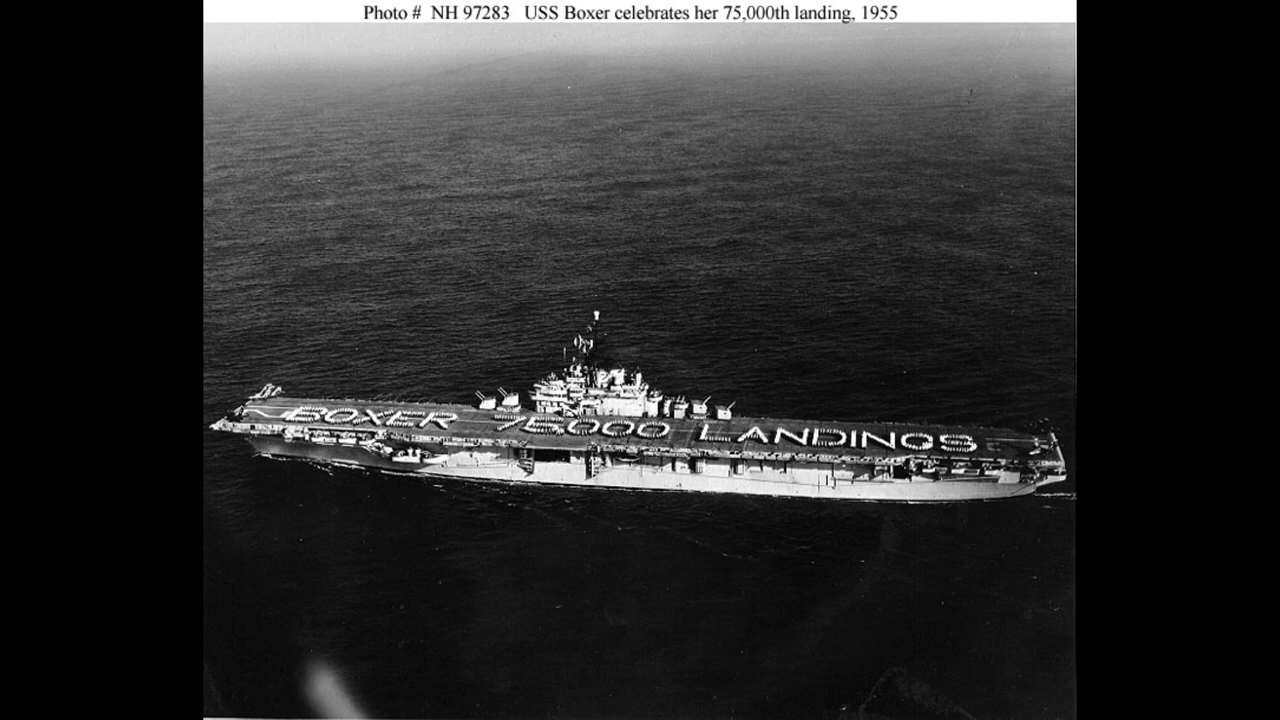 Photo # NH 97283 USS Boxer celebrates her 75,000th landing, 1955
BOXER 75000 LANDINGS